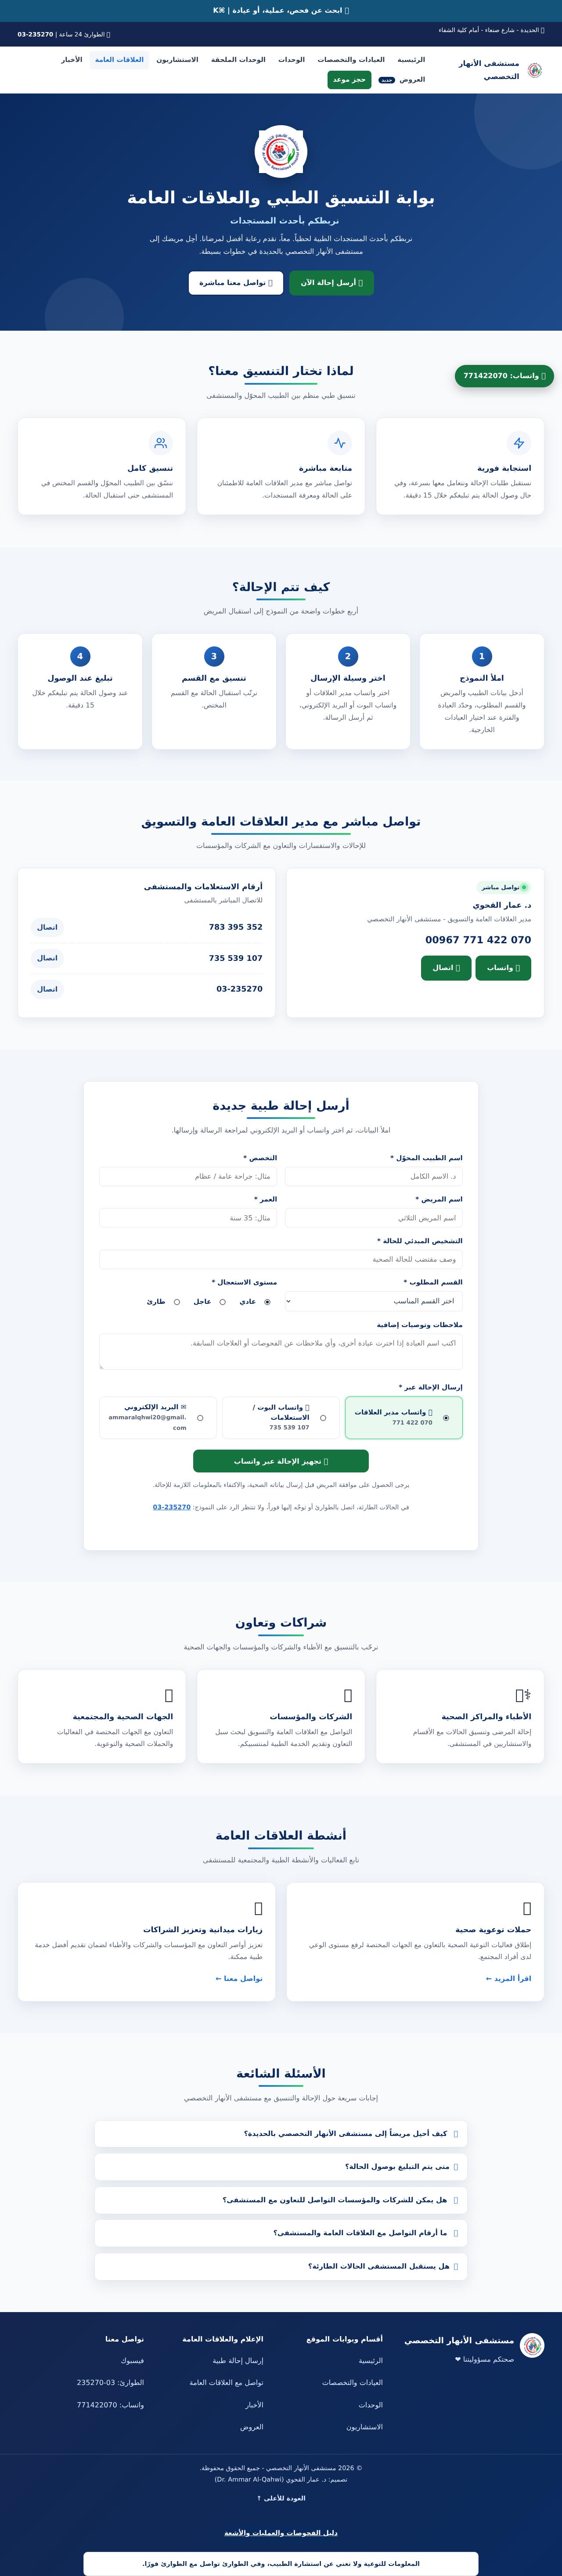 ابحث عن فحص، عملية، أو عيادة | ⌘K
الحديدة - شارع صنعاء - أمام كلية الشفاء
الطوارئ 24 ساعة | 03-235270
مستشفى الأنهار التخصصي
الرئيسية العيادات والتخصصات الوحدات الوحدات الملحقة الاستشاريون العلاقات العامة الأخبار
العروض جديد حجز موعد
بوابة التنسيق الطبي والعلاقات العامة
نربطكم بأحدث المستجدات
نربطكم بأحدث المستجدات الطبية لحظياً. معاً، نقدم رعاية أفضل لمرضانا. أحِل مريضك إلى
مستشفى الأنهار التخصصي بالحديدة في خطوات بسيطة.
أرسل إحالة الآن
تواصل معنا مباشرة
واتساب: 771422070
لماذا تختار التنسيق معنا؟
تنسيق طبي منظم بين الطبيب المحوّل والمستشفى
استجابة فورية
نستقبل طلبات الإحالة ونتعامل معها بسرعة، وفي
حال وصول الحالة يتم تبليغكم خلال 15 دقيقة.
متابعة مباشرة
تواصل مباشر مع مدير العلاقات العامة للاطمئنان
على الحالة ومعرفة المستجدات.
تنسيق كامل
ننسّق بين الطبيب المحوّل والقسم المختص في
المستشفى حتى استقبال الحالة.
كيف تتم الإحالة؟
أربع خطوات واضحة من النموذج إلى استقبال المريض
1
املأ النموذج
أدخل بيانات الطبيب والمريض
والقسم المطلوب، وحدّد العيادة
والفترة عند اختيار العيادات
الخارجية.
2
اختر وسيلة الإرسال
اختر واتساب مدير العلاقات أو
واتساب البوت أو البريد الإلكتروني،
ثم أرسل الرسالة.
3
تنسيق مع القسم
نرتّب استقبال الحالة مع القسم
المختص.
4
تبليغ عند الوصول
عند وصول الحالة يتم تبليغكم خلال
15 دقيقة.
تواصل مباشر مع مدير العلاقات العامة والتسويق
للإحالات والاستفسارات والتعاون مع الشركات والمؤسسات
تواصل مباشر
د. عمار القحوي
مدير العلاقات العامة والتسويق - مستشفى الأنهار التخصصي
00967 771 422 070
واتساب
اتصال
أرقام الاستعلامات والمستشفى
للاتصال المباشر بالمستشفى
783 395 352 اتصال
735 539 107 اتصال
03-235270 اتصال
أرسل إحالة طبية جديدة
املأ البيانات، ثم اختر واتساب أو البريد الإلكتروني لمراجعة الرسالة وإرسالها.
اسم الطبيب المحوّل *
د. الاسم الكامل
التخصص *
مثال: جراحة عامة / عظام
اسم المريض *
اسم المريض الثلاثي
العمر *
مثال: 35 سنة
التشخيص المبدئي للحالة *
وصف مقتضب للحالة الصحية
القسم المطلوب *
اختر القسم المناسب
مستوى الاستعجال *
عادي عاجل طارئ
ملاحظات وتوصيات إضافية
اكتب اسم العيادة إذا اخترت عيادة أخرى، وأي ملاحظات عن الفحوصات أو العلاجات السابقة.
إرسال الإحالة عبر *
واتساب مدير العلاقات
771 422 070
واتساب البوت /
الاستعلامات
735 539 107
✉ البريد الإلكتروني
ammaralqhwi20@gmail.
com
تجهيز الإحالة عبر واتساب
يرجى الحصول على موافقة المريض قبل إرسال بياناته الصحية، والاكتفاء بالمعلومات اللازمة للإحالة.
في الحالات الطارئة، اتصل بالطوارئ أو توجّه إليها فوراً، ولا تنتظر الرد على النموذج: 03-235270
شراكات وتعاون
نرحّب بالتنسيق مع الأطباء والشركات والمؤسسات والجهات الصحية
الأطباء والمراكز الصحية
إحالة المرضى وتنسيق الحالات مع الأقسام
والاستشاريين في المستشفى.
الشركات والمؤسسات
التواصل مع العلاقات العامة والتسويق لبحث سبل
التعاون وتقديم الخدمة الطبية لمنتسبيكم.
الجهات الصحية والمجتمعية
التعاون مع الجهات المختصة في الفعاليات
والحملات الصحية والتوعوية.
أنشطة العلاقات العامة
تابع الفعاليات والأنشطة الطبية والمجتمعية للمستشفى
حملات توعوية صحية
إطلاق فعاليات التوعية الصحية بالتعاون مع الجهات المختصة لرفع مستوى الوعي
لدى أفراد المجتمع.
اقرأ المزيد ←
زيارات ميدانية وتعزيز الشراكات
تعزيز أواصر التعاون مع المؤسسات والشركات والأطباء لضمان تقديم أفضل خدمة
طبية ممكنة.
تواصل معنا ←
الأسئلة الشائعة
إجابات سريعة حول الإحالة والتنسيق مع مستشفى الأنهار التخصصي
كيف أحيل مريضاً إلى مستشفى الأنهار التخصصي بالحديدة؟
متى يتم التبليغ بوصول الحالة؟
هل يمكن للشركات والمؤسسات التواصل للتعاون مع المستشفى؟
ما أرقام التواصل مع العلاقات العامة والمستشفى؟
هل يستقبل المستشفى الحالات الطارئة؟
مستشفى الأنهار التخصصي
صحتكم مسؤوليتنا ❤
أقسام وبوابات الموقع
الرئيسية
العيادات والتخصصات
الوحدات
الاستشاريون
الإعلام والعلاقات العامة
إرسال إحالة طبية
تواصل مع العلاقات العامة
الأخبار
العروض
تواصل معنا
فيسبوك
الطوارئ: 03-235270
واتساب: 771422070
© 2026 مستشفى الأنهار التخصصي - جميع الحقوق محفوظة.
تصميم: د. عمار القحوي (Dr. Ammar Al-Qahwi)
العودة للأعلى ↑
دليل الفحوصات والعمليات والأشعة
المعلومات للتوعية ولا تغني عن استشارة الطبيب، وفي الطوارئ تواصل مع الطوارئ فورًا.